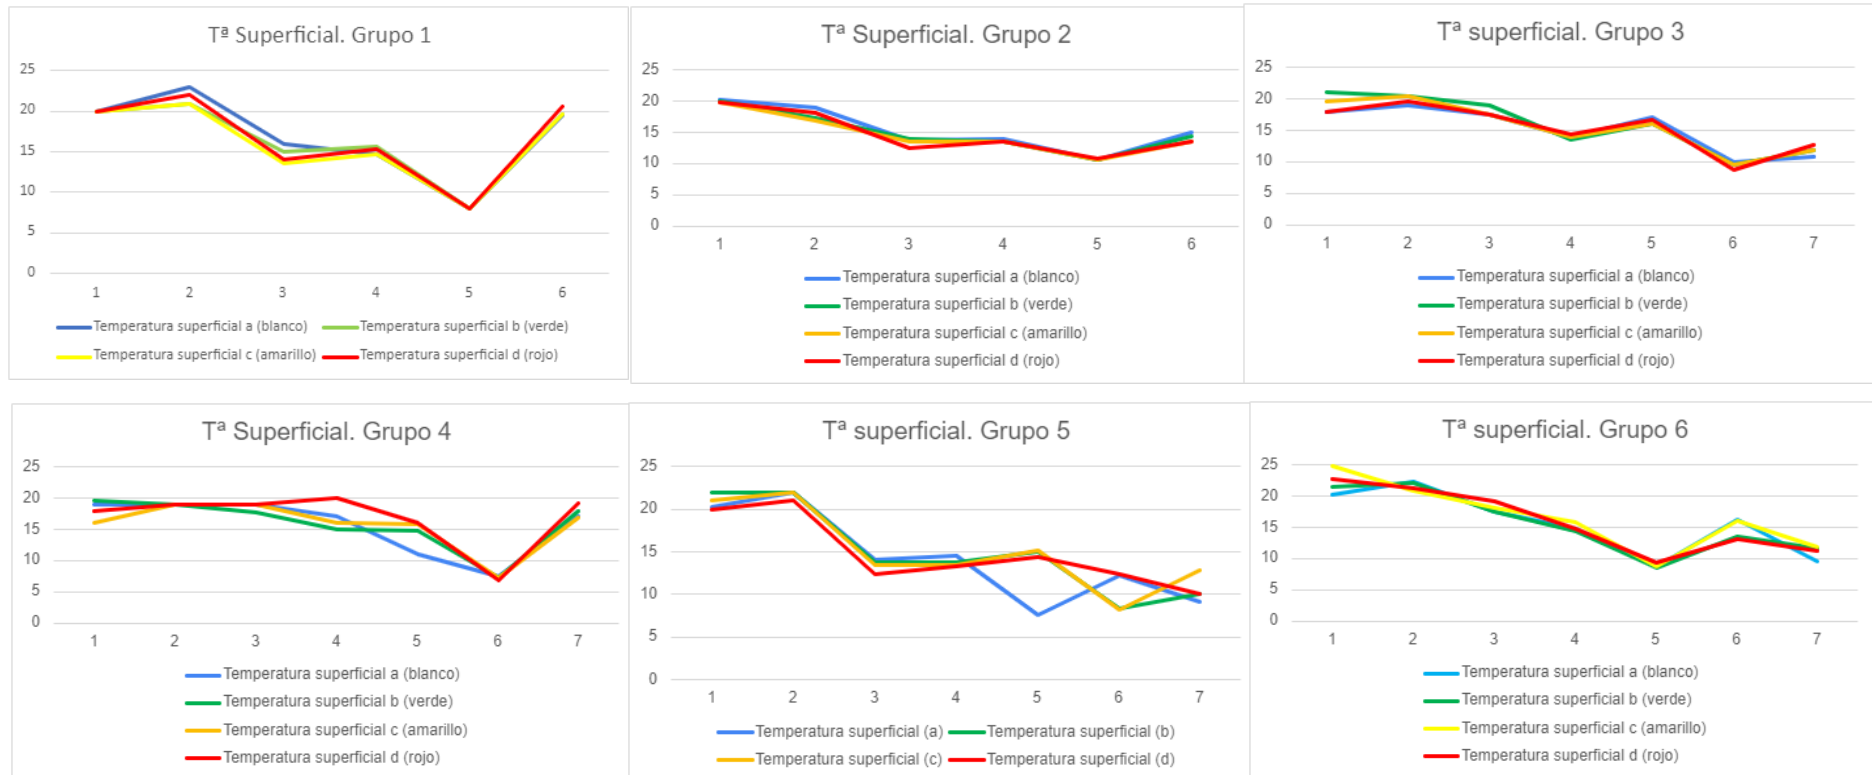 Tª Superficial. Grupo 1
25
20
15
10
5
0
1 2 3 4 5 6
Temperatura superficial a (blanco) Temperatura superficial b (verde)
Temperatura superficial c (amarillo) Temperatura superficial d (rojo)
Tª Superficial. Grupo 2
25
20
15
10
5
0
1 2 3 4 5 6
Temperatura superficial a (blanco)
Temperatura superficial b (verde)
Temperatura superficial c (amarillo)
Temperatura superficial d (rojo)
Tª superficial. Grupo 3
25
20
15
10
5
0
1 2 3 4 5 6 7
Temperatura superficial a (blanco)
Temperatura superficial b (verde)
Temperatura superficial c (amarillo)
Temperatura superficial d (rojo)
Tª Superficial. Grupo 4
25
20
15
10
5
0
1 2 3 4 5 6 7
Temperatura superficial a (blanco)
Temperatura superficial b (verde)
Temperatura superficial c (amarillo)
Temperatura superficial d (rojo)
Tª superficial. Grupo 5
25
20
15
10
5
0
1 2 3 4 5 6 7
Temperatura superficial (a) Temperatura superficial (b)
Temperatura superficial (c) Temperatura superficial (d)
Tª superficial. Grupo 6
25
20
15
10
5
0
1 2 3 4 5 6 7
Temperatura superficial a (blanco)
Temperatura superficial b (verde)
Temperatura superficial c (amarillo)
Temperatura superficial d (rojo)